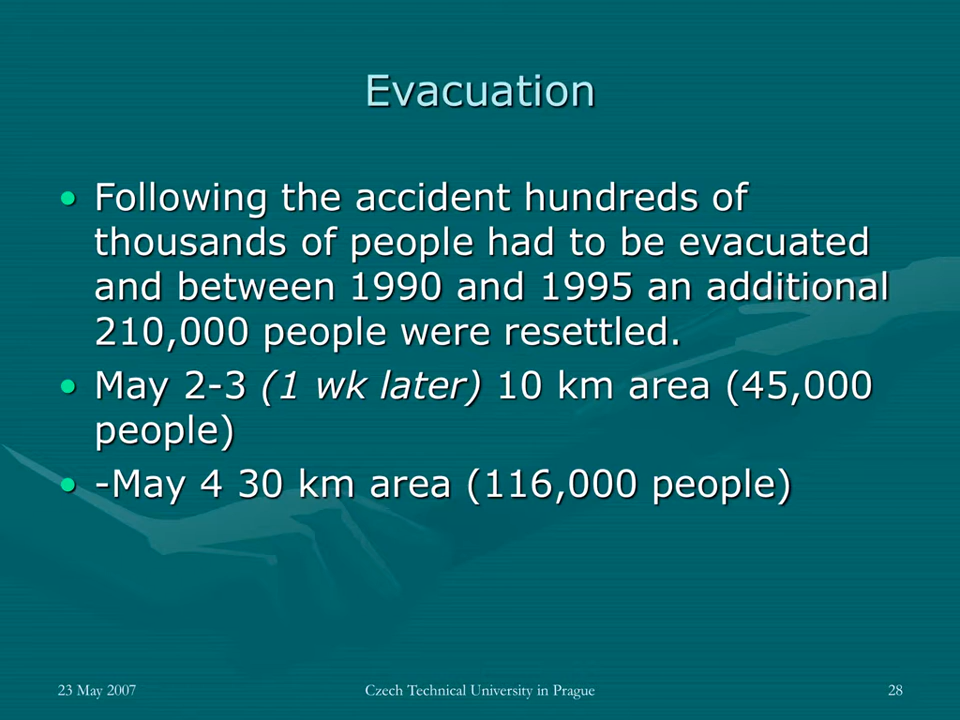 Evacuation
• Following the accident hundreds of
thousands of people had to be evacuated
and between 1990 and 1995 an additional
210,000 people were resettled.
• May 2-3 (1 wk later) 10 km area (45,000
people)
• -May 4 30 km area (116,000 people)
23 May 2007
Czech Technical University in Prague
28